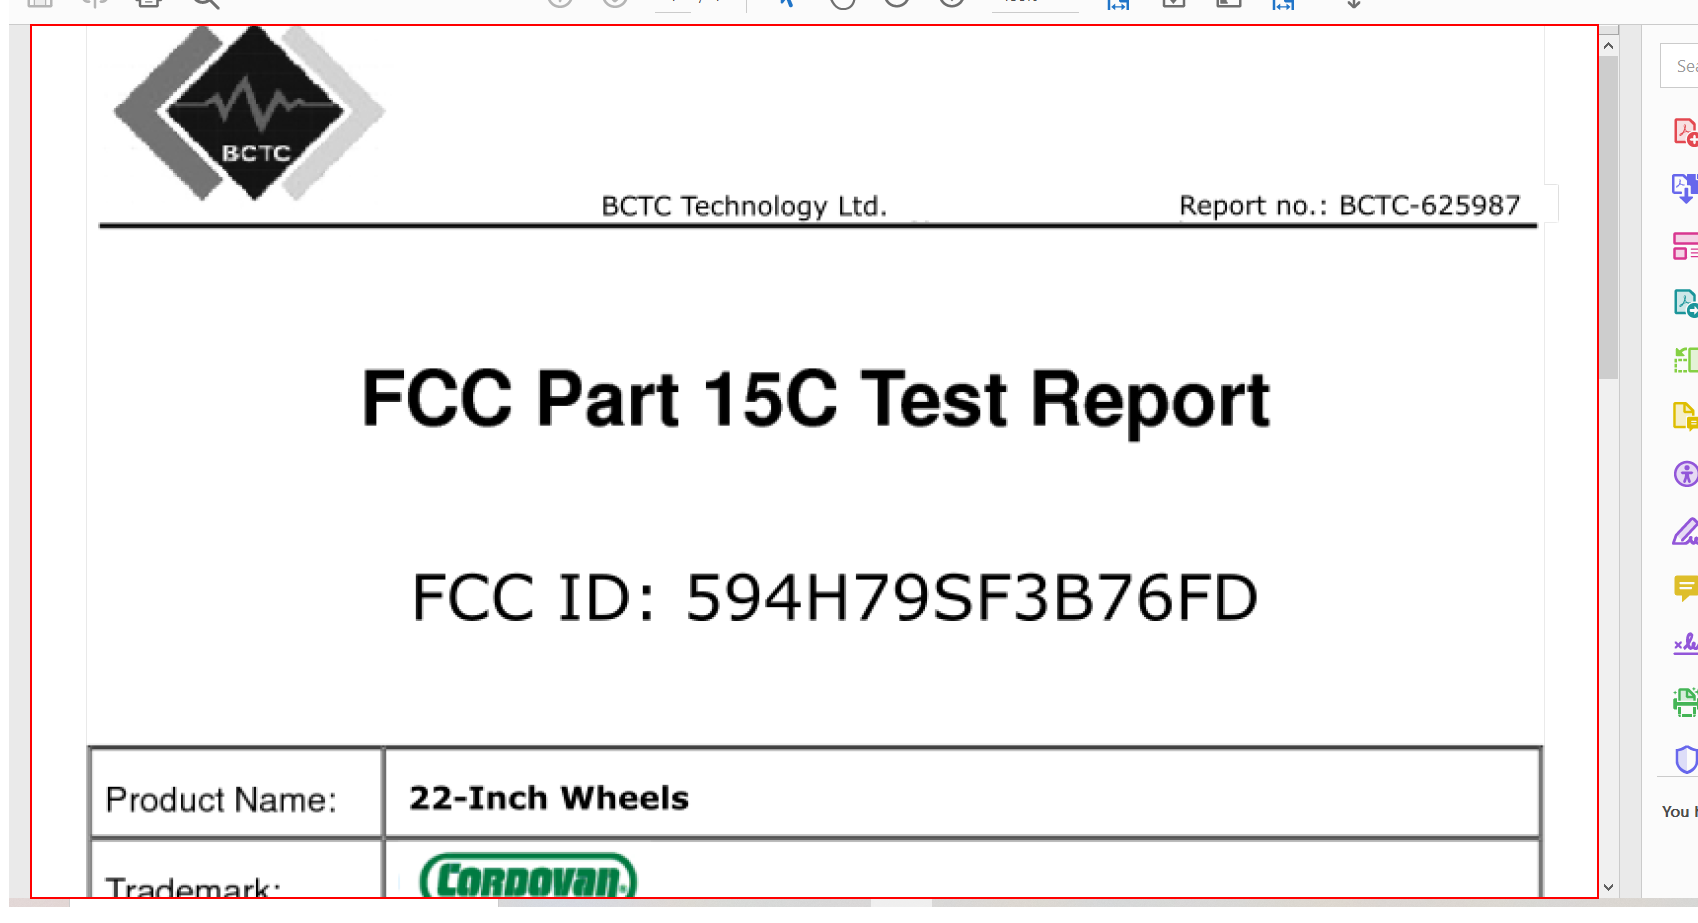 BCTC
BCTC Technology Ltd. Report no.: BCTC-625987
FCC Part 15C Test Report
FCC ID: 594H79SF3B76FD
Product Name: 22-Inch Wheels
Trademark: CORDOVAN
You